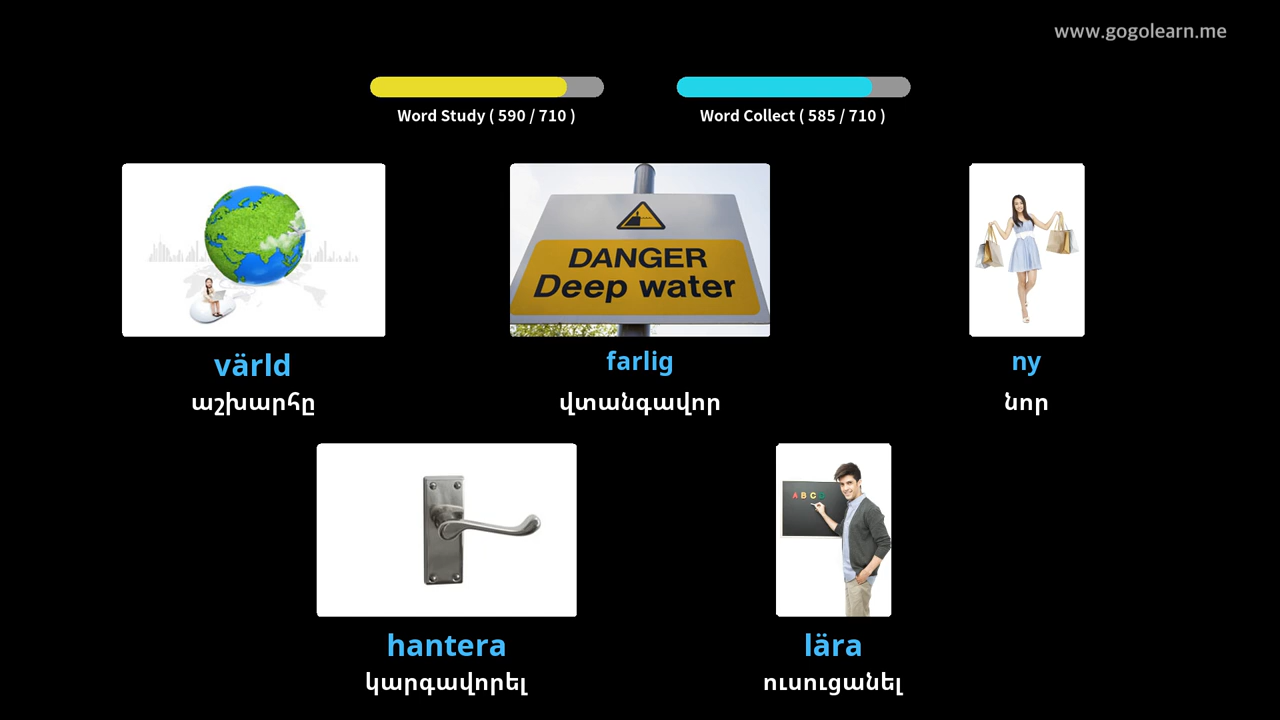 www.gogolearn.me
Word Study ( 590 / 710 )
Word Collect ( 585 / 710 )
DANGER
Deep water
värld
աշխարհը
farlig
վտանգավոր
ny
նոր
A B C
hantera
կարգավորել
lära
ուսուցանել